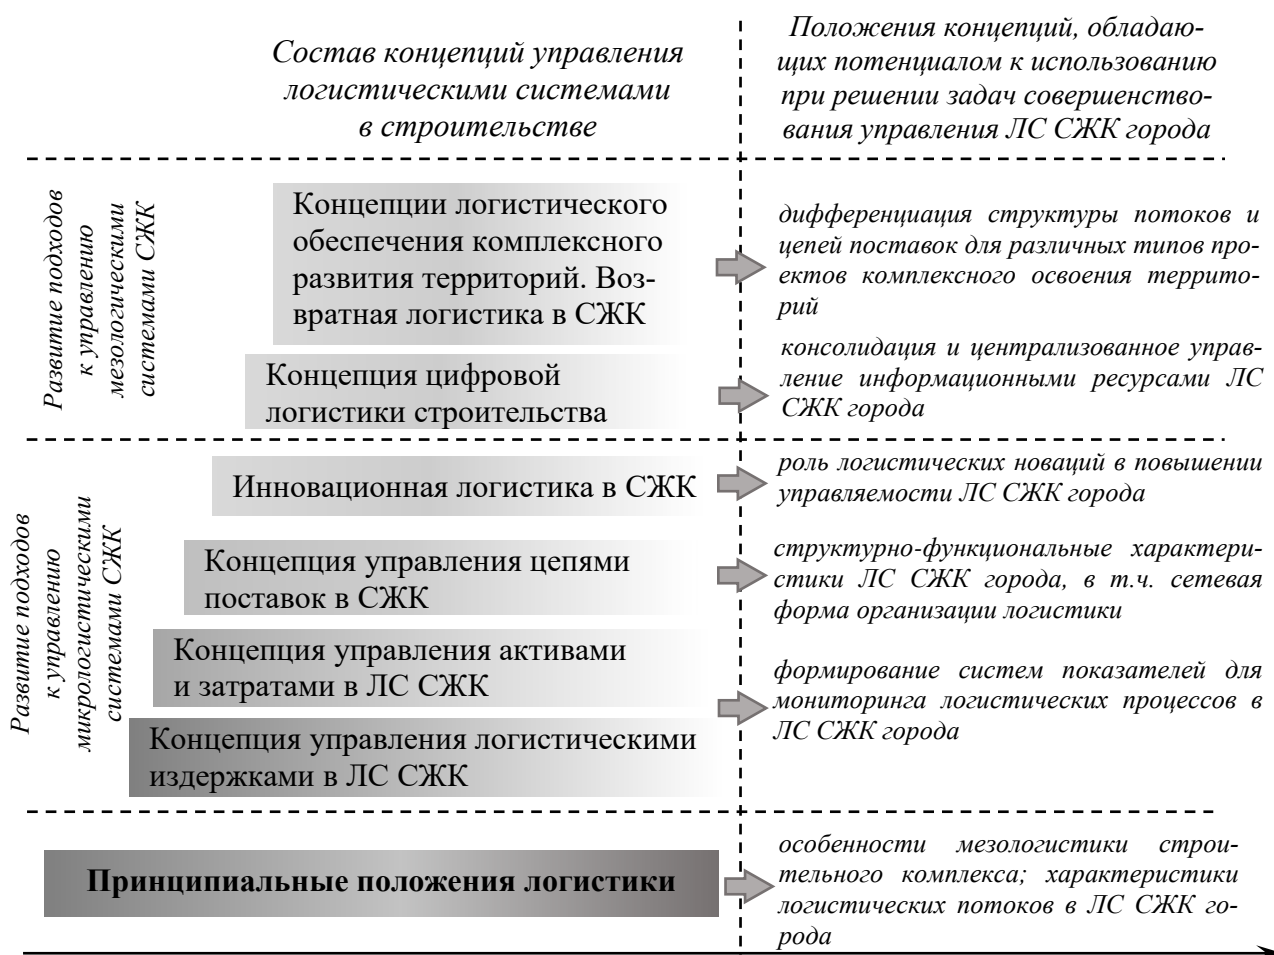 Состав концепций управления
логистическими системами
в строительстве
Положения концепций, обладаю-
щих потенциалом к использованию
при решении задач совершенство-
вания управления ЛС СЖК города
Развитие подходов
к управлению
мезологическими
системами СЖК
Концепции логистического
обеспечения комплексного
развития территорий. Воз-
вратная логистика в СЖК
дифференциация структуры потоков и
цепей поставок для различных типов про-
ектов комплексного освоения террито-
рий
Концепция цифровой
логистики строительства
консолидация и централизованное управ-
ление информационными ресурсами ЛС
СЖК города
Развитие подходов
к управлению
микрологистическими
системами СЖК
Инновационная логистика в СЖК
роль логистических новаций в повышении
управляемости ЛС СЖК города
Концепция управления цепями
поставок в СЖК
структурно-функциональные характери-
стики ЛС СЖК города, в т.ч. сетевая
форма организации логистики
Концепция управления активами
и затратами в ЛС СЖК
Концепция управления логистическими
издержками в ЛС СЖК
формирование систем показателей для
мониторинга логистических процессов в
ЛС СЖК города
Принципиальные положения логистики
особенности мезологистики строи-
тельного комплекса; характеристики
логистических потоков в ЛС СЖК го-
рода